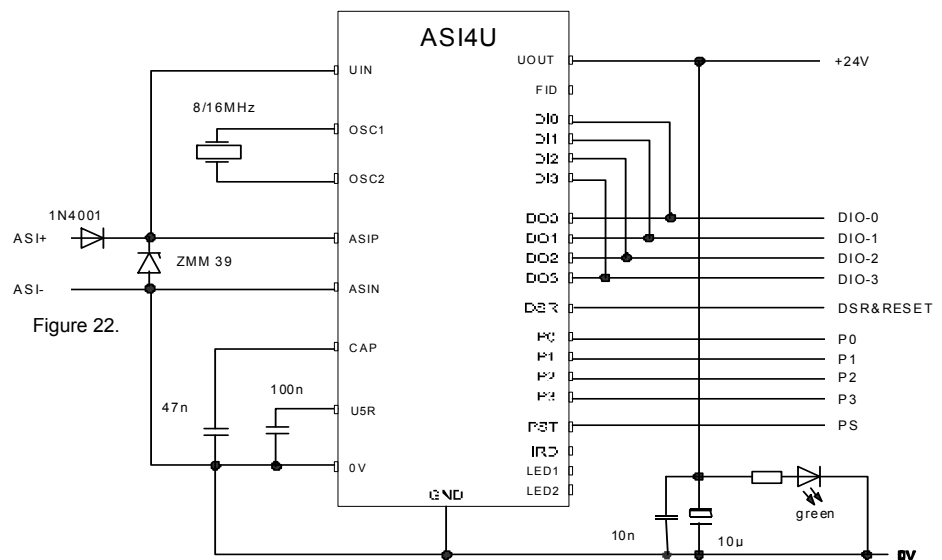 ASI4U
UIN
UOUT
+24V
FID
8/16MHz
OSC1
OSC2
DI0
DI1
DI2
DI3
1N4001
ASI+
ASIP
ZMM 39
ASI-
ASIN
Figure 22.
DO0
DO1
DO2
DO3
DIO-0
DIO-1
DIO-2
DIO-3
DSR
DSR&RESET
CAP
P0
P1
P2
P3
P0
P1
P2
P3
47n
100n
U5R
PST
PS
IRD
0V
LED1
LED2
GND
green
10n
10µ
0V